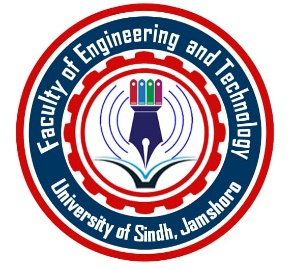 Faculty of Engineering and Technology
University of Sindh, Jamshoro